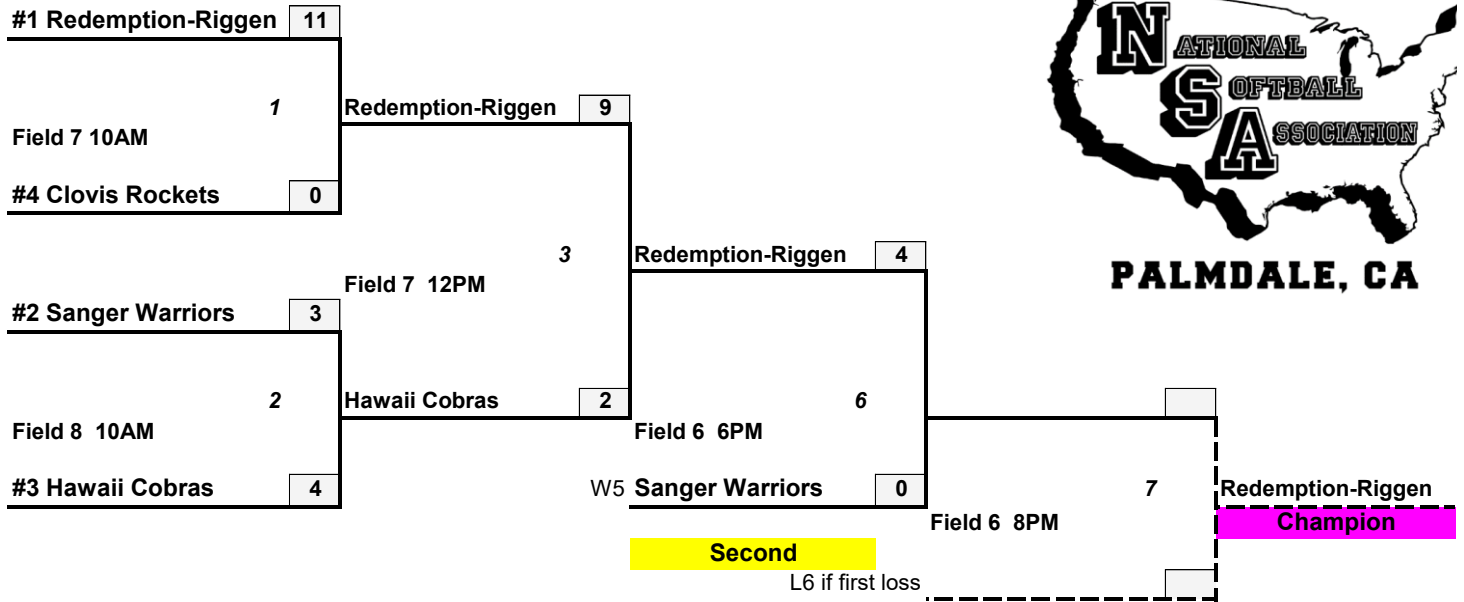 #1 Redemption-Riggen 11
1
Field 7 10AM
#4 Clovis Rockets 0
Redemption-Riggen 9
3
Field 7 12PM
#2 Sanger Warriors 3
2
Field 8 10AM
#3 Hawaii Cobras 4
Hawaii Cobras 2
Redemption-Riggen 4
6
Field 6 6PM
W5 Sanger Warriors 0
Second
L6 if first loss
7
Field 6 8PM
Redemption-Riggen
Champion
NATIONAL
SOFTBALL
ASSOCIATION
PALMDALE, CA